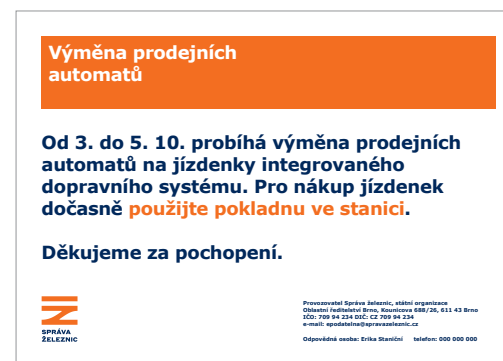 Výměna prodejních
automatů
Od 3. do 5. 10. probíhá výměna prodejních
automatů na jízdenky integrovaného
dopravního systému. Pro nákup jízdenek
dočasně použijte pokladnu ve stanici.
Děkujeme za pochopení.
SPRÁVA
ŽELEZNIC
Provozovatel Správa železnic, státní organizace
Oblastní ředitelství Brno, Kounicova 688/26, 611 43 Brno
IČO: 709 94 234 DIČ: CZ 709 94 234
e-mail: epodatelna@spravazeleznic.cz
Odpovědná osoba: Erika Staniční telefon: 000 000 000